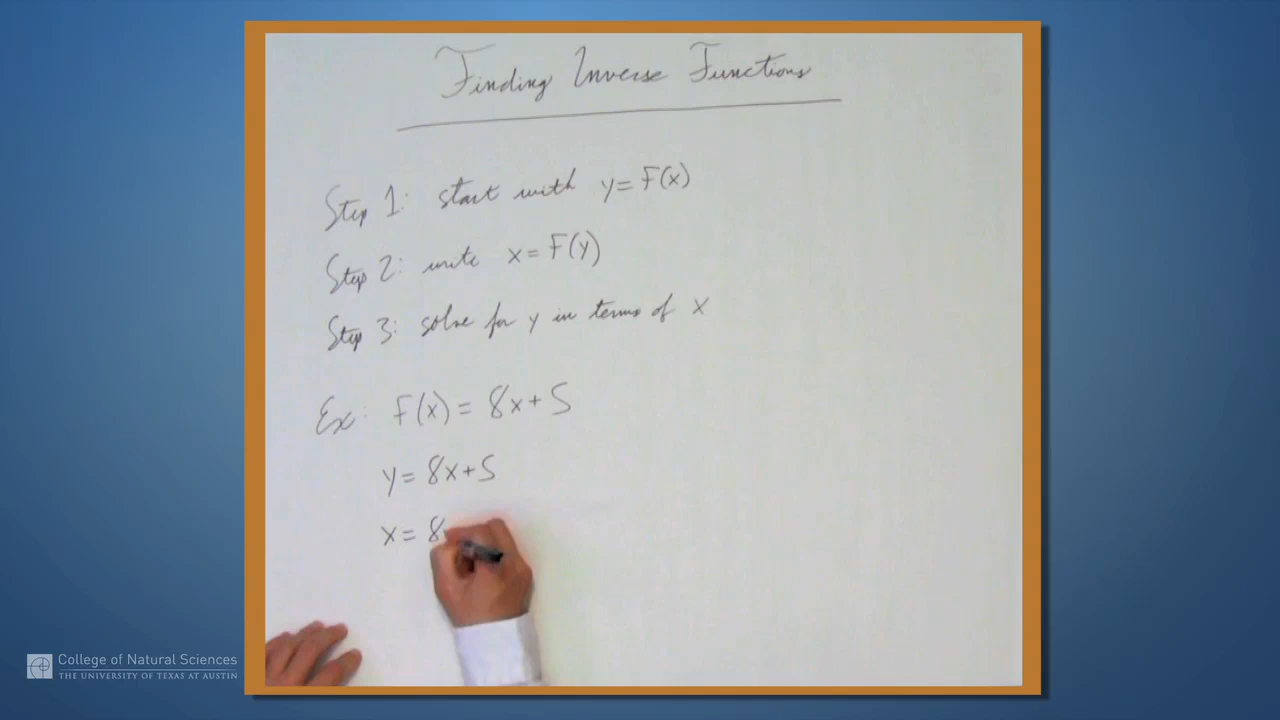 Finding Inverse Functions
Step 1: start with y = F(x)
Step 2: write x = F(y)
Step 3: solve for y in terms of x
Ex: F(x) = 8x + 5
y = 8x + 5
x = 8
College of Natural Sciences
THE UNIVERSITY OF TEXAS AT AUSTIN